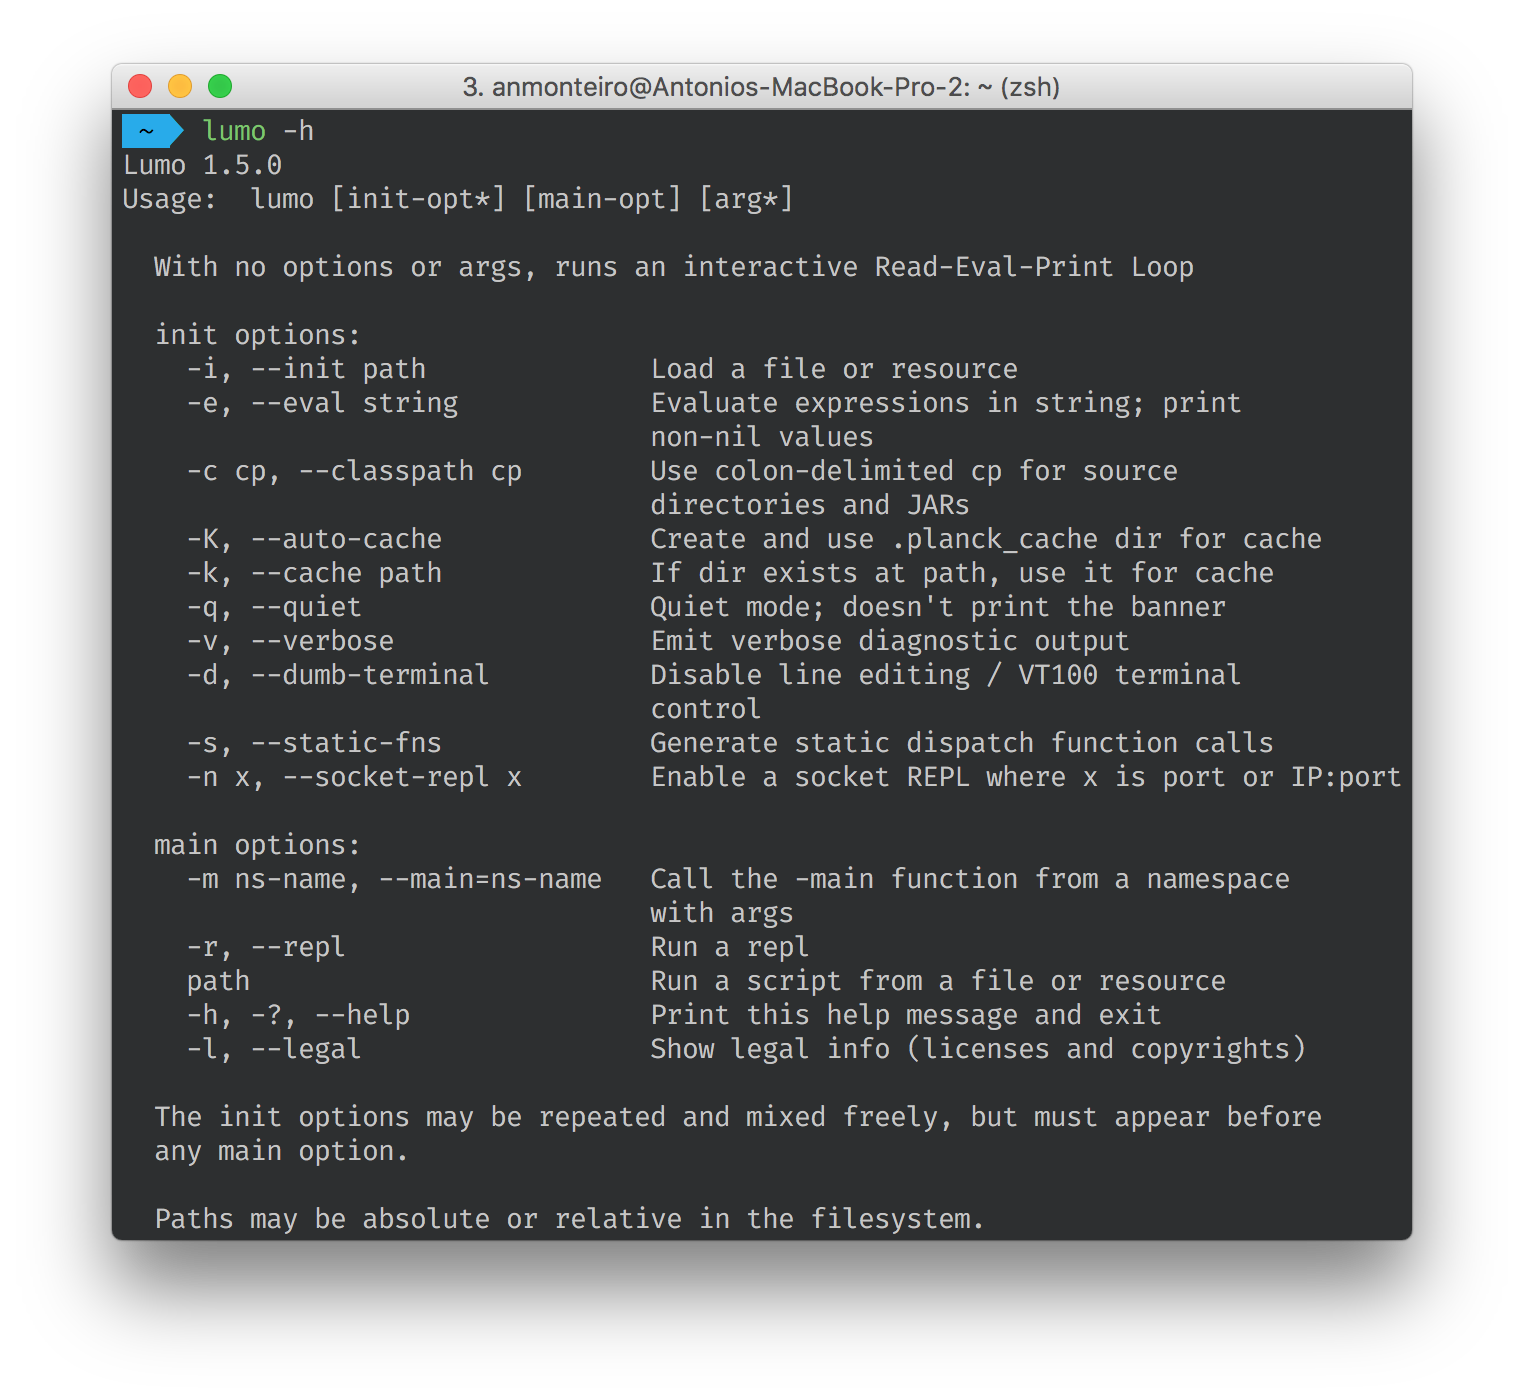 3. anmonteiro@Antonios-MacBook-Pro-2: ~ (zsh)
~ lumo -h
Lumo 1.5.0
Usage:  lumo [init-opt*] [main-opt] [arg*]
With no options or args, runs an interactive Read-Eval-Print Loop
init options:
-i, --init path              Load a file or resource
-e, --eval string            Evaluate expressions in string; print
non-nil values
-c cp, --classpath cp        Use colon-delimited cp for source
directories and JARs
-K, --auto-cache             Create and use .planck_cache dir for cache
-k, --cache path             If dir exists at path, use it for cache
-q, --quiet                  Quiet mode; doesn't print the banner
-v, --verbose                Emit verbose diagnostic output
-d, --dumb-terminal          Disable line editing / VT100 terminal
control
-s, --static-fns             Generate static dispatch function calls
-n x, --socket-repl x        Enable a socket REPL where x is port or IP:port
main options:
-m ns-name, --main=ns-name   Call the -main function from a namespace
with args
-r, --repl                   Run a repl
path                         Run a script from a file or resource
-h, -?, --help               Print this help message and exit
-l, --legal                  Show legal info (licenses and copyrights)
The init options may be repeated and mixed freely, but must appear before
any main option.
Paths may be absolute or relative in the filesystem.